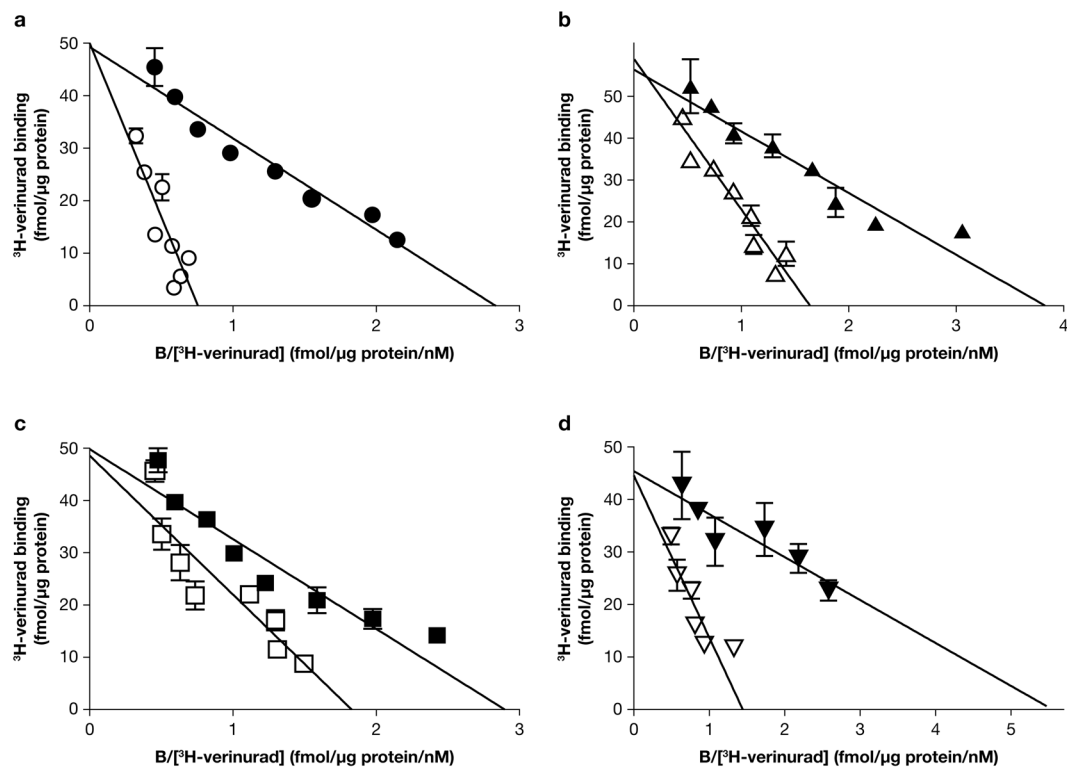 a
³H-verinurad binding
(fmol/µg protein)
50
40
30
20
10
0
0
1
2
3
B/[³H-verinurad] (fmol/µg protein/nM)
b
³H-verinurad binding
(fmol/µg protein)
50
40
30
20
10
0
0
1
2
3
4
B/[³H-verinurad] (fmol/µg protein/nM)
c
³H-verinurad binding
(fmol/µg protein)
50
40
30
20
10
0
0
1
2
3
B/[³H-verinurad] (fmol/µg protein/nM)
d
³H-verinurad binding
(fmol/µg protein)
50
40
30
20
10
0
0
1
2
3
4
5
B/[³H-verinurad] (fmol/µg protein/nM)